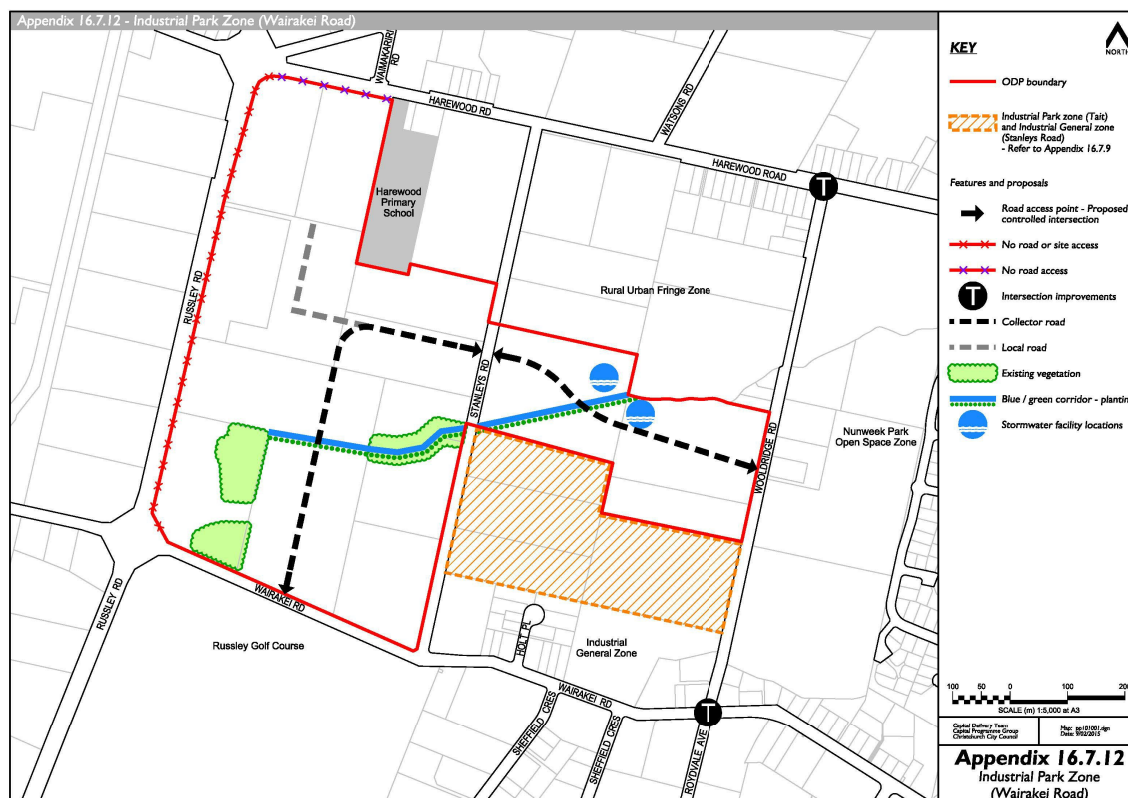 Appendix 16.7.12 - Industrial Park Zone (Wairakei Road)
WAIMAKARIRI
RD
HAREWOOD RD
WATSONS RD
HAREWOOD ROAD
T
Harewood
Primary
School
RUSSLEY RD
Rural Urban Fringe Zone
STANLEYS RD
WOOLDRIDGE RD
Nunweek Park
Open Space Zone
RUSSLEY RD
WAIRAKEI RD
Russley Golf Course
HOLT PL
Industrial
General Zone
WAIRAKEI RD
SHEFFIELD CRES
SHEFFIELD CRES
ROYDVALE AVE
T
KEY
NORTH
ODP boundary
Industrial Park zone (Tait)
and Industrial General zone
(Stanleys Road)
- Refer to Appendix 16.7.9
Features and proposals
Road access point - Proposed
controlled intersection
No road or site access
No road access
T
Intersection improvements
Collector road
Local road
Existing vegetation
Blue / green corridor - plantin
Stormwater facility locations
100 50 0 100 200
SCALE (m) 1:5,000 at A3
Capital Delivery Team
Capital Programme Group
Christchurch City Council
Date: 9/02/2015
Appendix 16.7.12
Industrial Park Zone
(Wairakei Road)